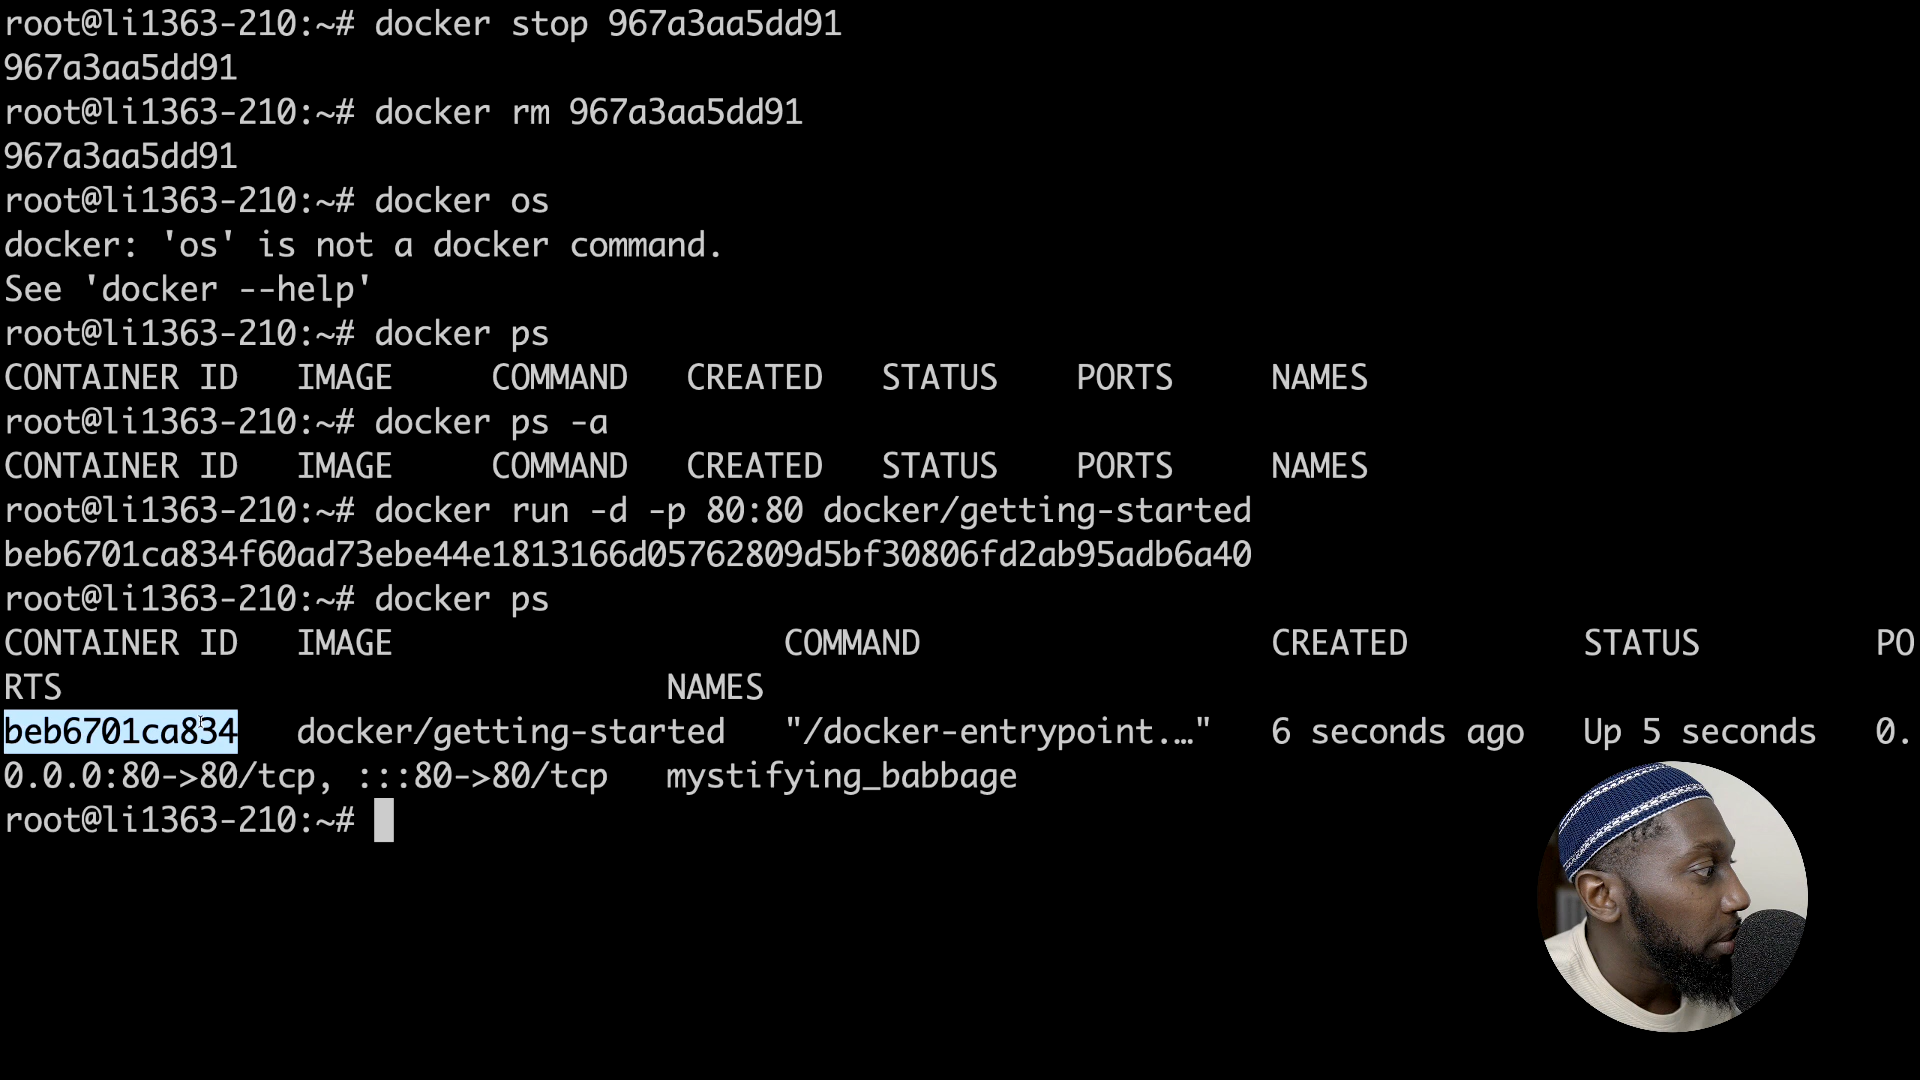 root@li1363-210:~# docker stop 967a3aa5dd91
967a3aa5dd91
root@li1363-210:~# docker rm 967a3aa5dd91
967a3aa5dd91
root@li1363-210:~# docker os
docker: 'os' is not a docker command.
See 'docker --help'
root@li1363-210:~# docker ps
CONTAINER ID   IMAGE     COMMAND   CREATED   STATUS    PORTS     NAMES
root@li1363-210:~# docker ps -a
CONTAINER ID   IMAGE     COMMAND   CREATED   STATUS    PORTS     NAMES
root@li1363-210:~# docker run -d -p 80:80 docker/getting-started
beb6701ca834f60ad73ebe44e1813166d05762809d5bf30806fd2ab95adb6a40
root@li1363-210:~# docker ps
CONTAINER ID   IMAGE                    COMMAND                  CREATED         STATUS         PO
RTS                               NAMES
beb6701ca834   docker/getting-started   "/docker-entrypoint.…"   6 seconds ago   Up 5 seconds   0.
0.0.0:80->80/tcp, :::80->80/tcp   mystifying_babbage
root@li1363-210:~#